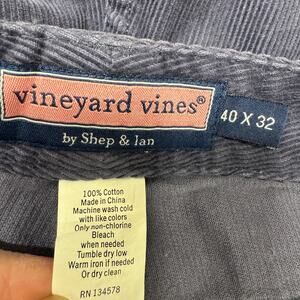 vineyard vines®
by Shep & Ian
40 X 32
100% Cotton
Made in China
Machine wash cold
with like colors
Only non-chlorine
Bleach
when needed
Tumble dry low
Warm iron if needed
Or dry clean
RN 134578